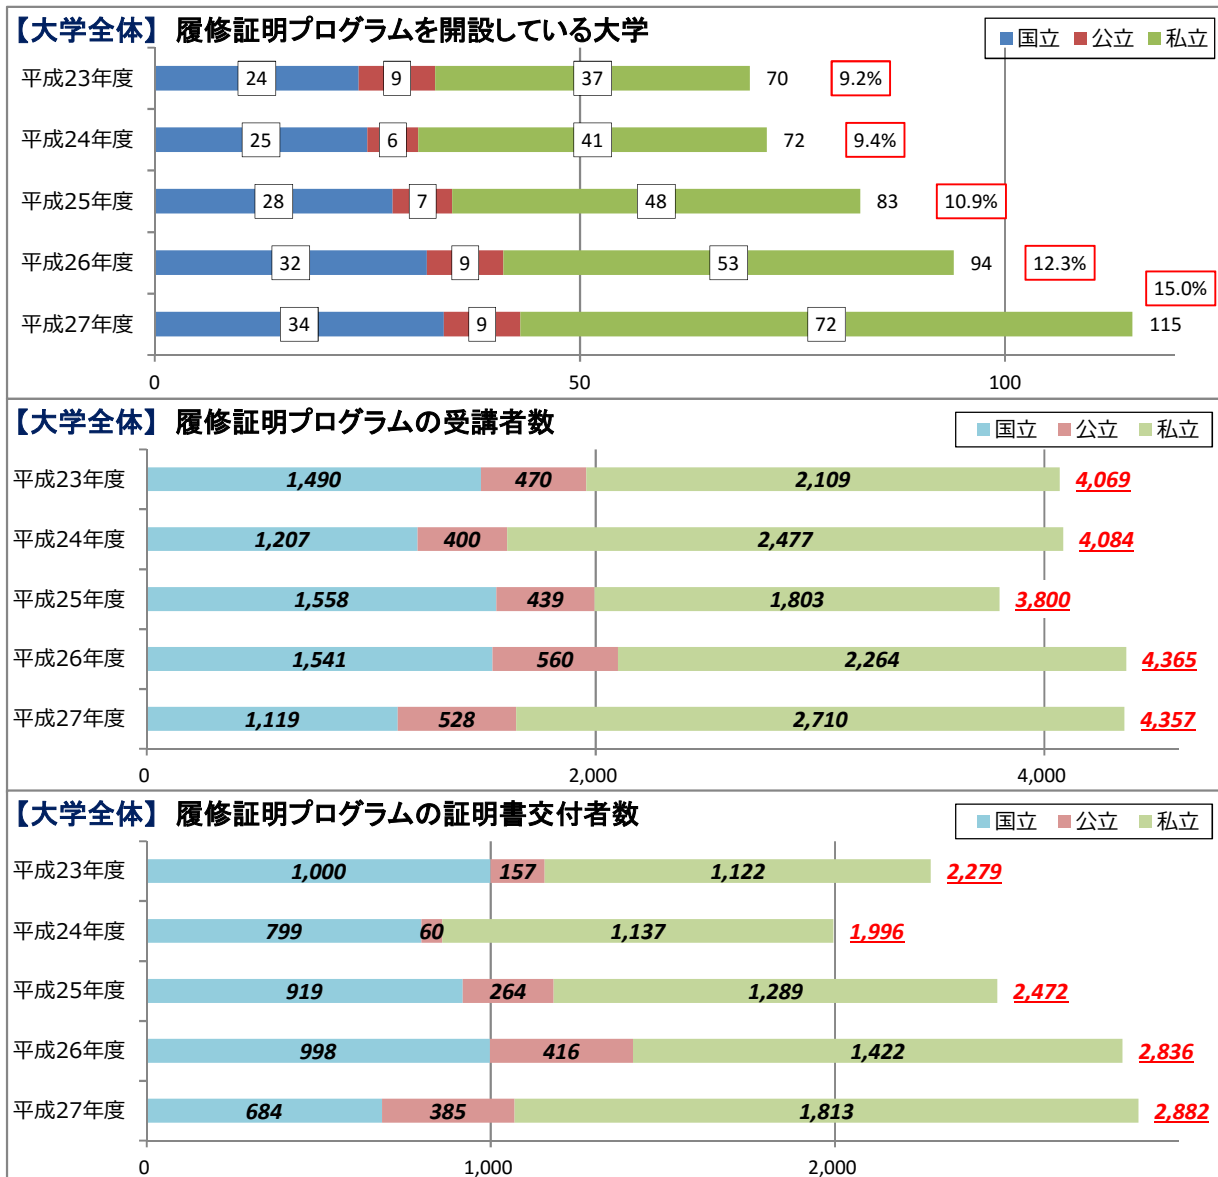 【大学全体】 履修証明プログラムを開設している大学
国立 公立 私立
平成23年度 24 9 37 70 9.2%
平成24年度 25 6 41 72 9.4%
平成25年度 28 7 48 83 10.9%
平成26年度 32 9 53 94 12.3%
15.0%
平成27年度 34 9 72 115
0 50 100
【大学全体】 履修証明プログラムの受講者数
国立 公立 私立
平成23年度 1,490 470 2,109 4,069
平成24年度 1,207 400 2,477 4,084
平成25年度 1,558 439 1,803 3,800
平成26年度 1,541 560 2,264 4,365
平成27年度 1,119 528 2,710 4,357
0 2,000 4,000
【大学全体】 履修証明プログラムの証明書交付者数
国立 公立 私立
平成23年度 1,000 157 1,122 2,279
平成24年度 799 60 1,137 1,996
平成25年度 919 264 1,289 2,472
平成26年度 998 416 1,422 2,836
平成27年度 684 385 1,813 2,882
0 1,000 2,000